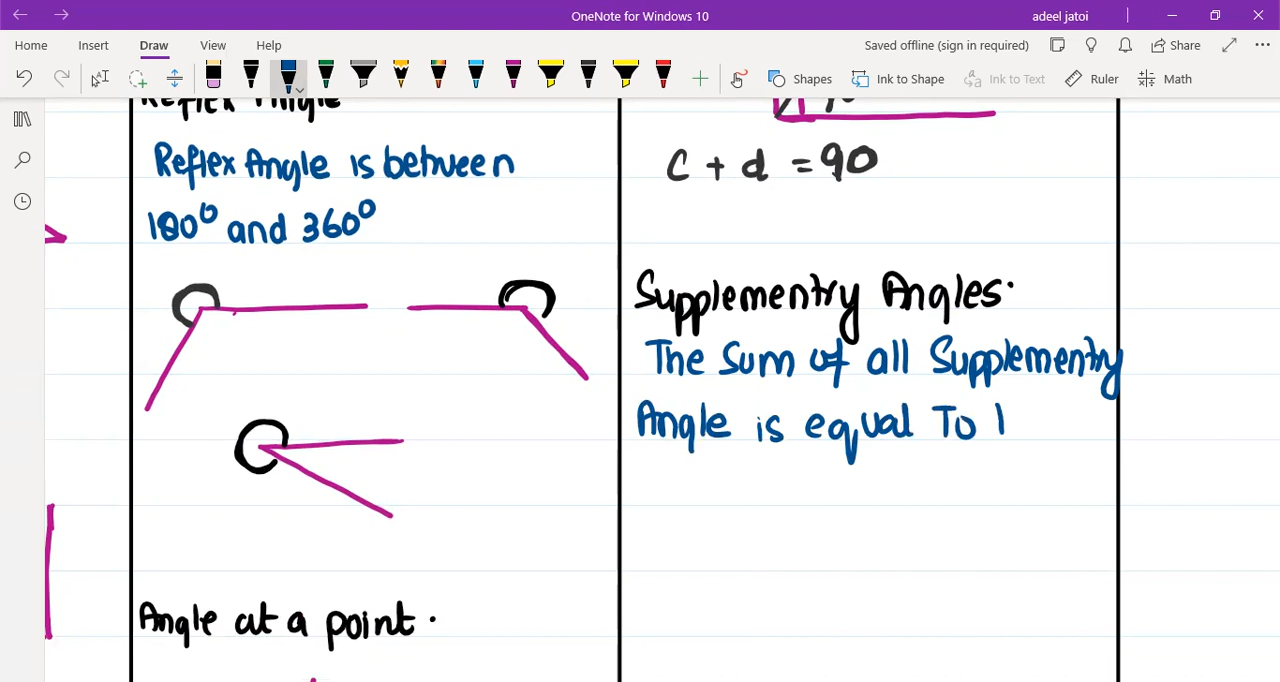 OneNote for Windows 10
adeel jatoi
Home
Insert
Draw
View
Help
Saved offline (sign in required)
Share
Shapes
Ink to Shape
Ink to Text
Ruler
Math
Reflex Angle
Reflex Angle is between
180° and 360°
Angle at a point.
C + d = 90
Supplementry Angles.
The Sum of all Supplementry
Angle is equal To 1